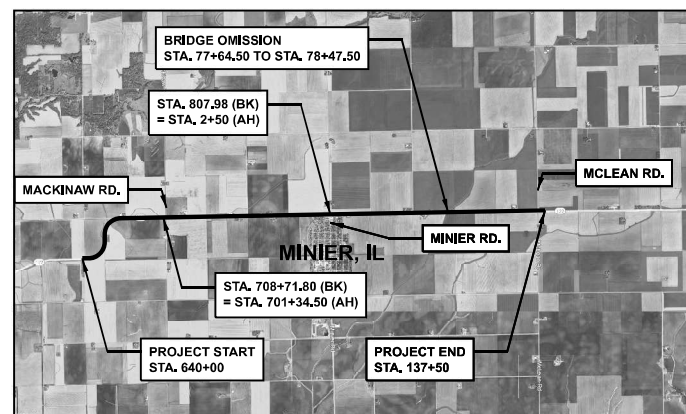 BRIDGE OMISSION
STA. 77+64.50 TO STA. 78+47.50
STA. 807.98 (BK)
= STA. 2+50 (AH)
MACKINAW RD.
MCLEAN RD.
MINIER RD.
MINIER, IL
STA. 708+71.80 (BK)
= STA. 701+34.50 (AH)
PROJECT START
STA. 640+00
PROJECT END
STA. 137+50